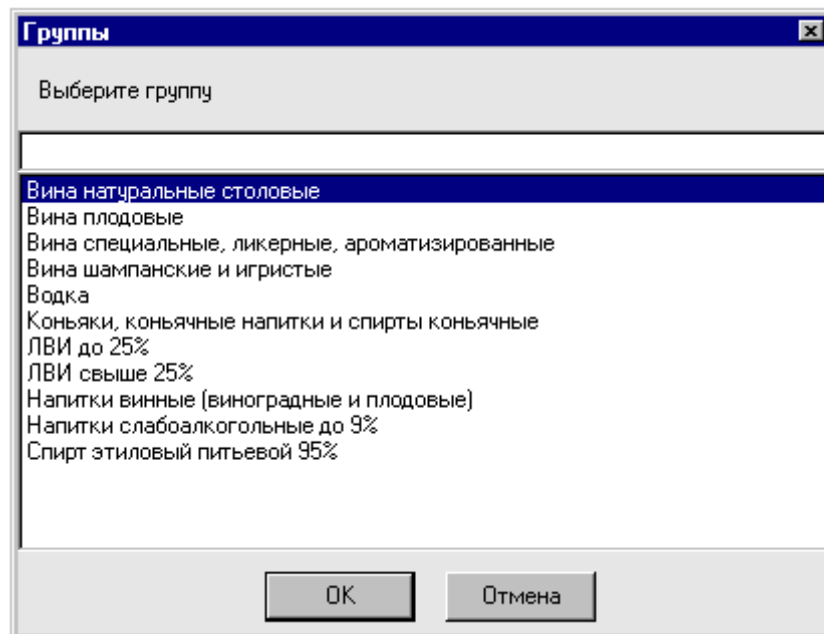 Группы
Выберите группу
Вина натуральные столовые
Вина плодовые
Вина специальные, ликерные, ароматизированные
Вина шампанские и игристые
Водка
Коньяки, коньячные напитки и спирты коньячные
ЛВИ до 25%
ЛВИ свыше 25%
Напитки винные (виноградные и плодовые)
Напитки слабоалкогольные до 9%
Спирт этиловый питьевой 95%
OK Отмена